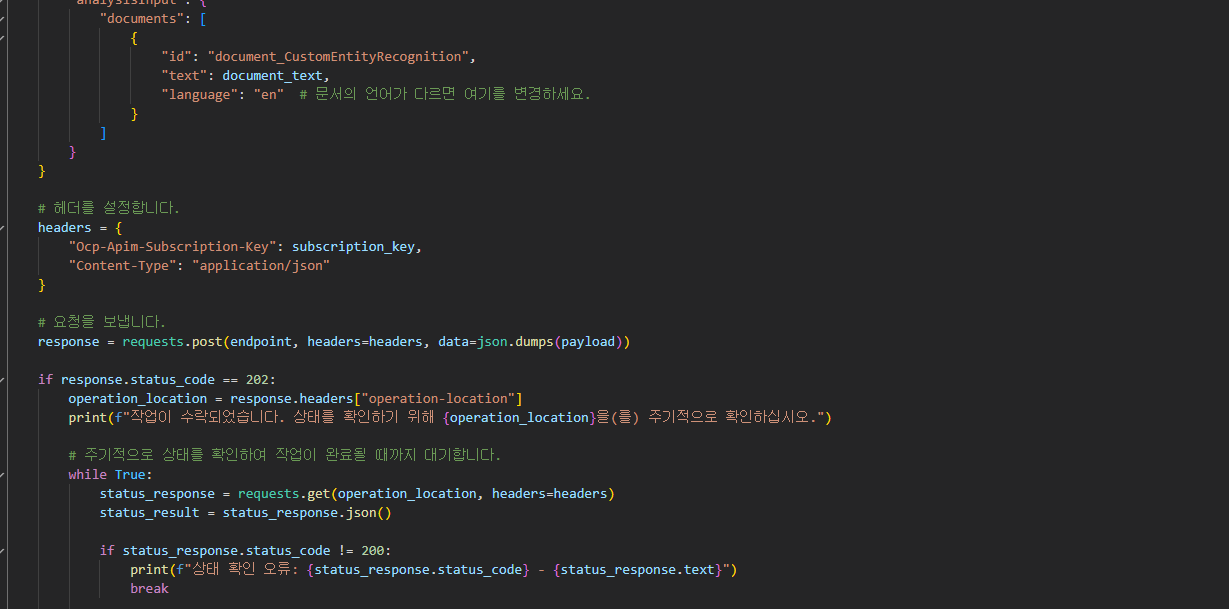 analysisInput": {
"documents": [
{
"id": "document_CustomEntityRecognition",
"text": document_text,
"language": "en"  # 문서의 언어가 다르면 여기를 변경하세요.
}
]
}
}
# 헤더를 설정합니다.
headers = {
"Ocp-Apim-Subscription-Key": subscription_key,
"Content-Type": "application/json"
}
# 요청을 보냅니다.
response = requests.post(endpoint, headers=headers, data=json.dumps(payload))
if response.status_code == 202:
operation_location = response.headers["operation-location"]
print(f"작업이 수락되었습니다. 상태를 확인하기 위해 {operation_location}을(를) 주기적으로 확인하십시오.")
# 주기적으로 상태를 확인하여 작업이 완료될 때까지 대기합니다.
while True:
status_response = requests.get(operation_location, headers=headers)
status_result = status_response.json()
if status_response.status_code != 200:
print(f"상태 확인 오류: {status_response.status_code} - {status_response.text}")
break